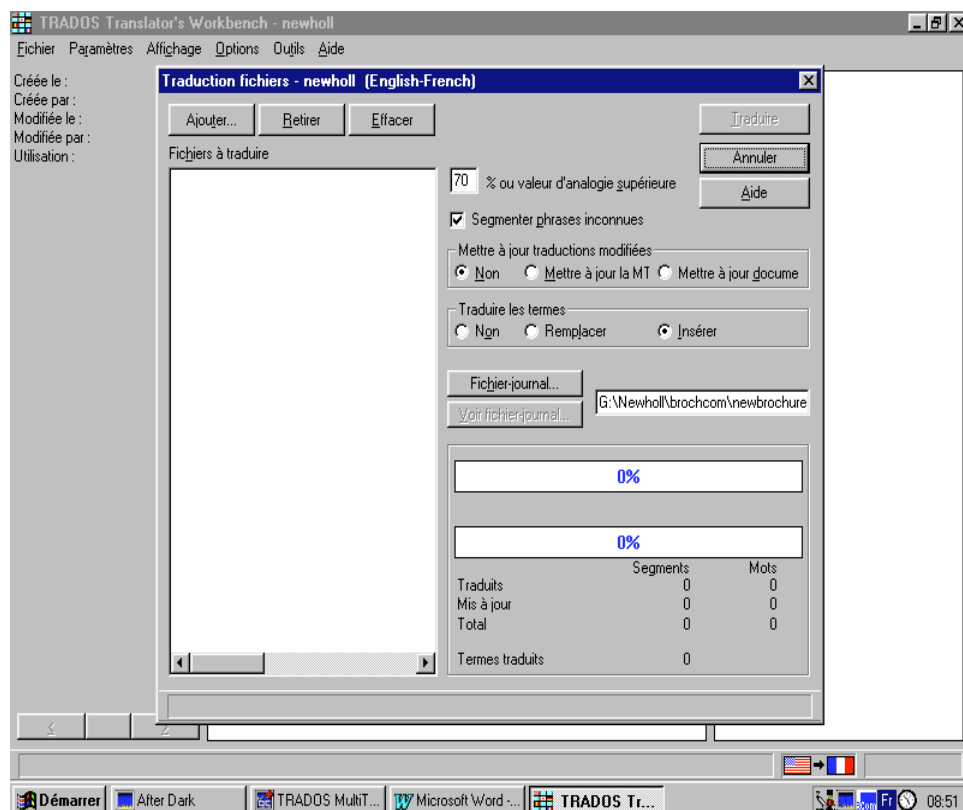 TRADOS Translator's Workbench - newholl
Fichier Paramètres Affichage Options Outils Aide
Créée le :
Créée par :
Modifiée le :
Modifiée par :
Utilisation :
Traduction fichiers - newholl (English-French)
Ajouter... Retirer Effacer
Traduire
Annuler
Aide
Fichiers à traduire
70 % ou valeur d'analogie supérieure
Segmenter phrases inconnues
Mettre à jour traductions modifiées
Non Mettre à jour la MT Mettre à jour docume
Traduire les termes
Non Remplacer Insérer
Fichier-journal...
Voir fichier-journal...
G:\Newholl\brochcom\newbrochure
0%
0%
Segments Mots
Traduits 0 0
Mis à jour 0 0
Total 0 0
Termes traduits 0
Démarrer After Dark TRADOS MultiT... Microsoft Word -... TRADOS Tr... Fr 08:51